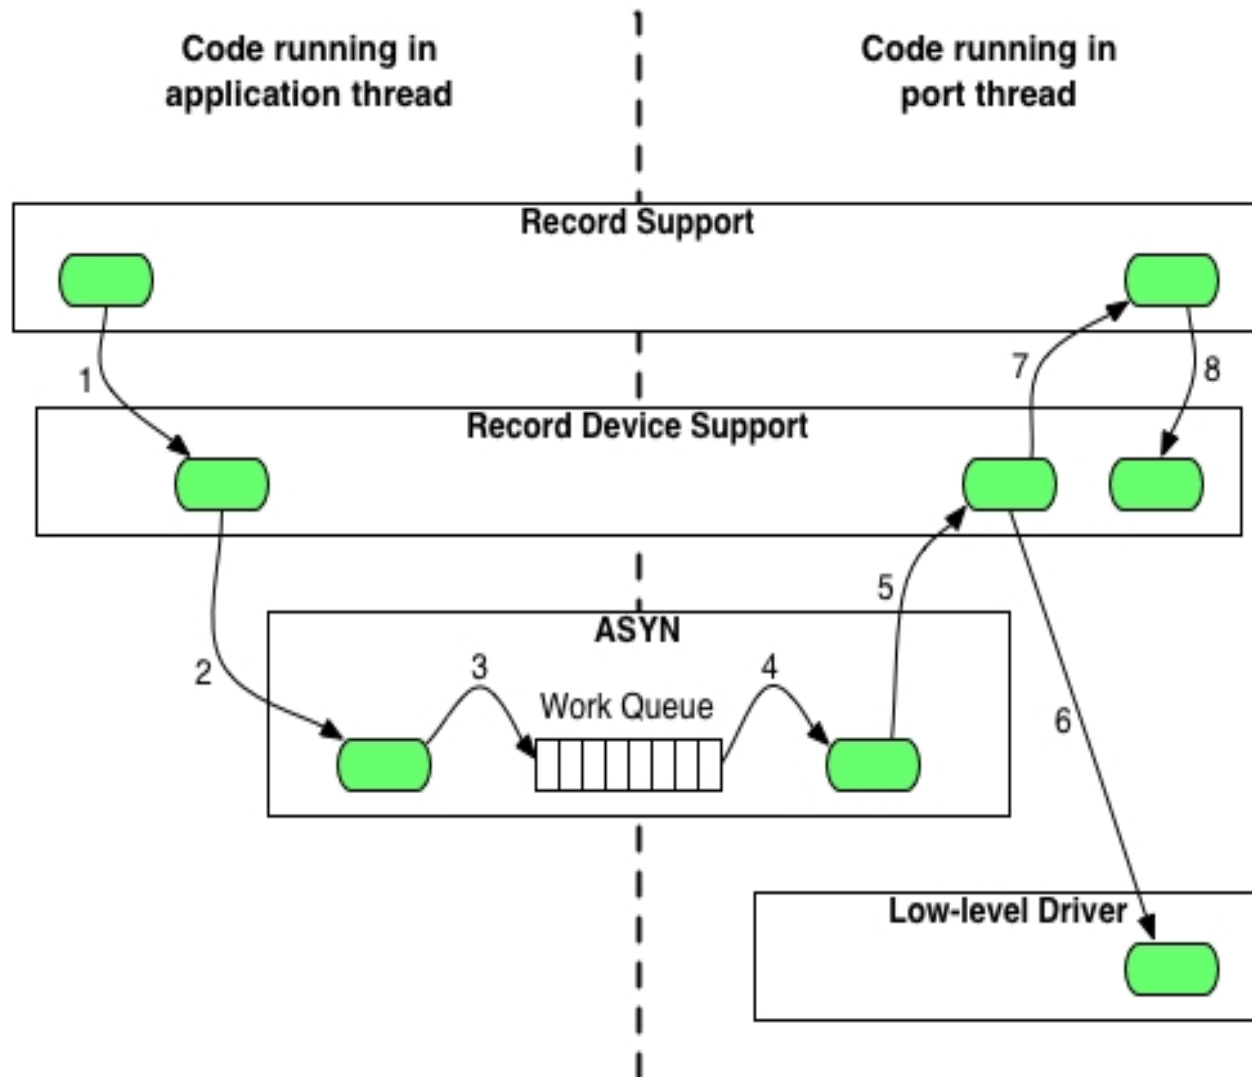 Code running in
application thread
Code running in
port thread
Record Support
1
7
8
Record Device Support
2
5
ASYN
3
4
Work Queue
6
Low-level Driver